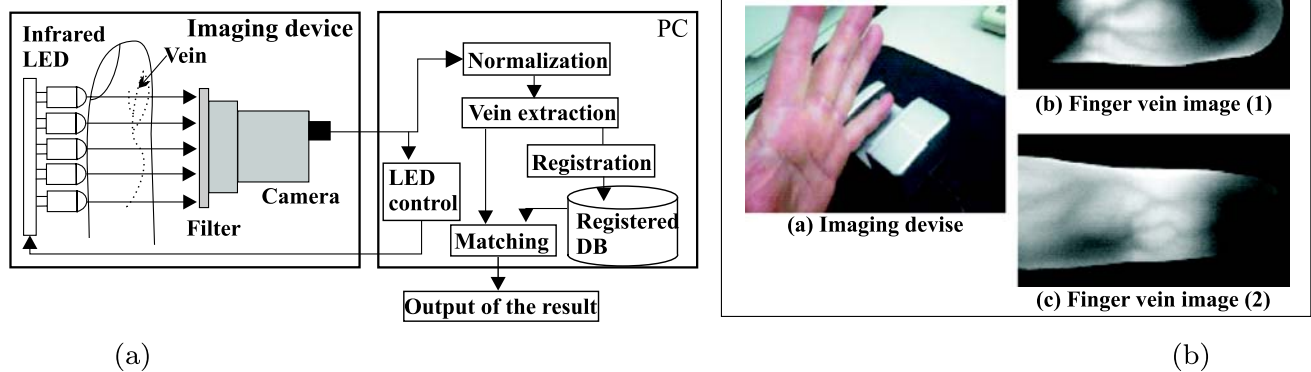 Imaging device
Infrared
LED
Vein
Camera
Filter
PC
Normalization
Vein extraction
Registration
LED
control
Registered
DB
Matching
Output of the result
(a)
(a) Imaging devise
(b) Finger vein image (1)
(c) Finger vein image (2)
(b)